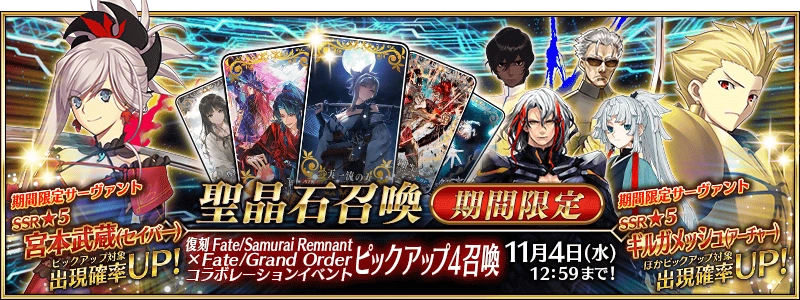 期間限定サーヴァント
SSR★5
宮本武蔵(セイバー)
ピックアップ対象
出現確率UP!
聖晶石召喚
期間限定
復刻 Fate/Samurai Remnant
×Fate/Grand Order
コラボレーションイベント
ピックアップ4召喚
11月4日(水)
12:59まで!
期間限定サーヴァント
SSR★5
ギルガメッシュ(アーチャー)
ほかピックアップ対象
出現確率UP!